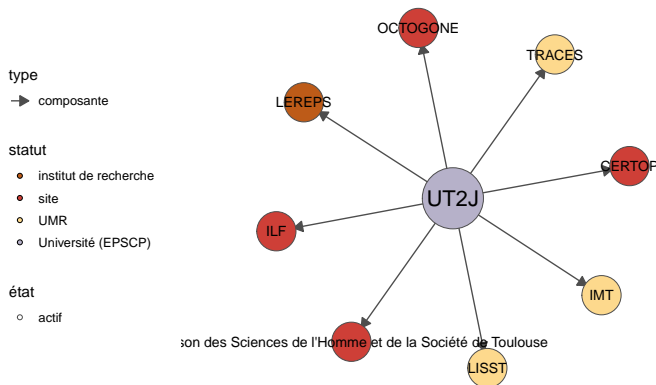 type
composante
statut
institut de recherche
site
UMR
Université (EPSCP)
état
actif
OCTOGONE
TRACES
LEREPS
CERTOP
UT2J
ILF
IMT
son des Sciences de l'Homme et de la Société de Toulouse
LISST